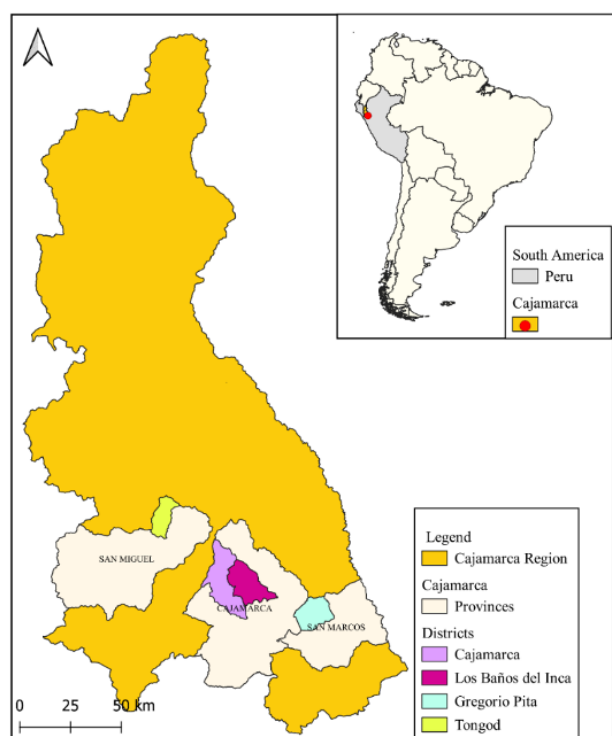 South America
Peru
Cajamarca
SAN MIGUEL
CAJAMARCA
SAN MARCOS
Legend
Cajamarca Region
Cajamarca
Provinces
Districts
Cajamarca
Los Baños del Inca
Gregorio Pita
Tongod
0 25 50 km